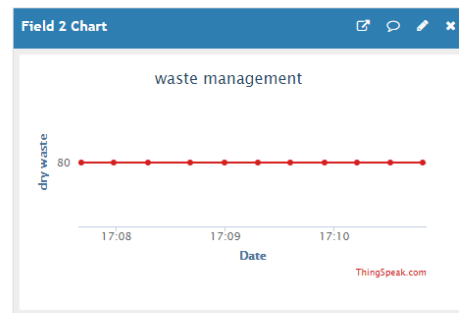 Field 2 Chart
waste management
dry waste
80
17:08 17:09 17:10
Date
ThingSpeak.com